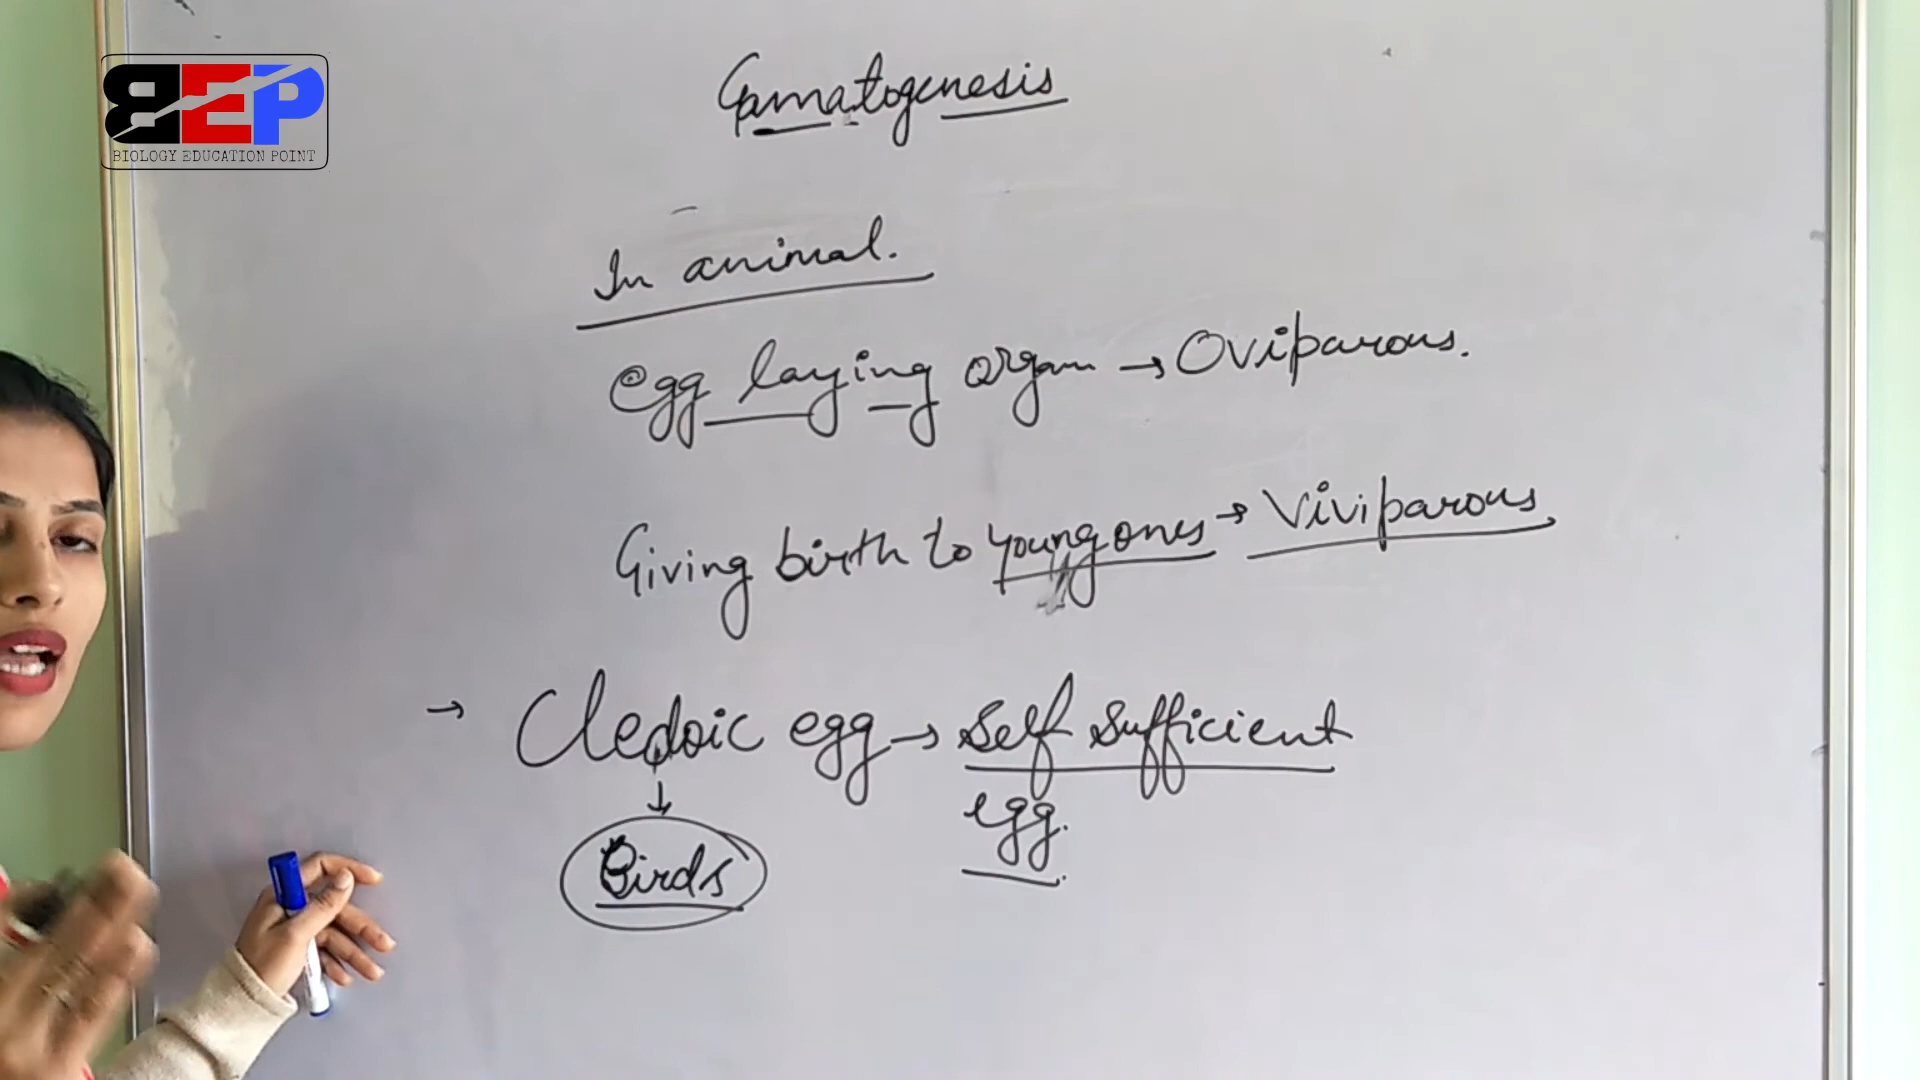 BEP
BIOLOGY EDUCATION POINT
Gamatogenesis
In animal.
egg laying organ → Oviparous.
Giving birth to young ones → Viviparous
→ Cledoic egg → Self sufficient
egg.
↓
Birds